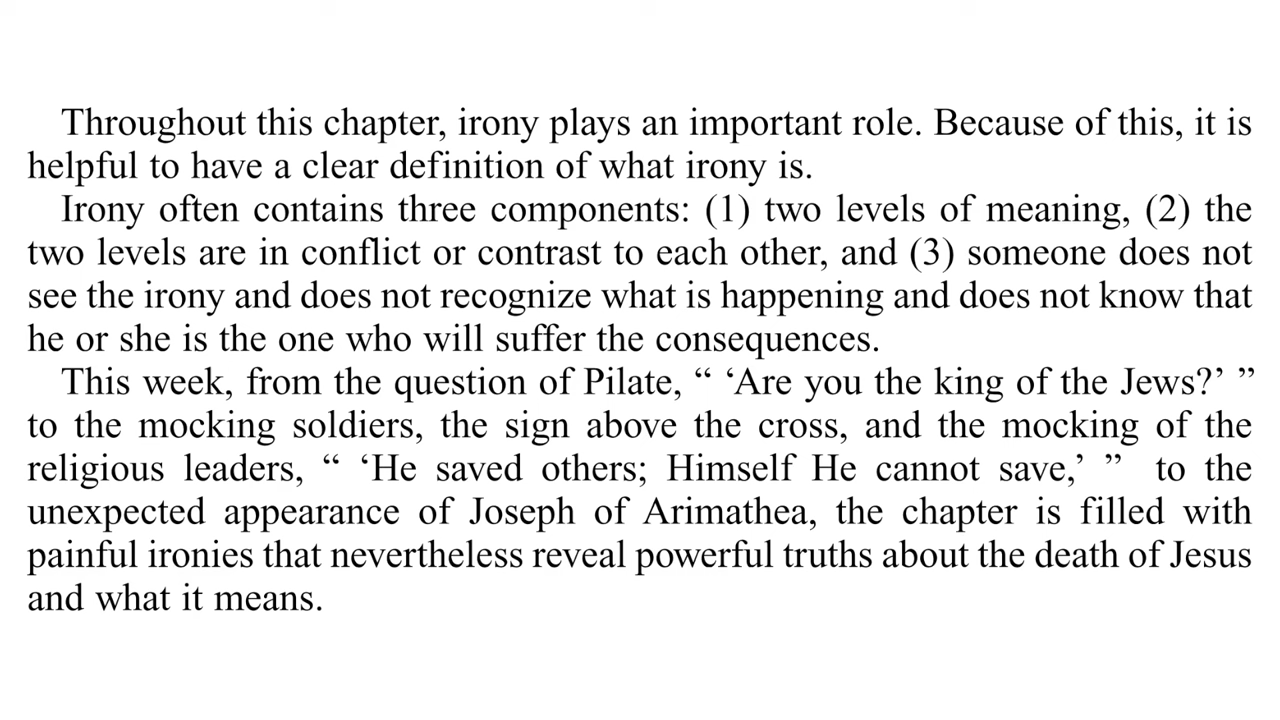 Throughout this chapter, irony plays an important role. Because of this, it is
helpful to have a clear definition of what irony is.
Irony often contains three components: (1) two levels of meaning, (2) the
two levels are in conflict or contrast to each other, and (3) someone does not
see the irony and does not recognize what is happening and does not know that
he or she is the one who will suffer the consequences.
This week, from the question of Pilate, “ ‘Are you the king of the Jews?’ ”
to the mocking soldiers, the sign above the cross, and the mocking of the
religious leaders, “ ‘He saved others; Himself He cannot save,’ ” to the
unexpected appearance of Joseph of Arimathea, the chapter is filled with
painful ironies that nevertheless reveal powerful truths about the death of Jesus
and what it means.